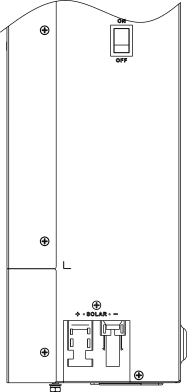 ON
OFF
+ - SOLAR - –